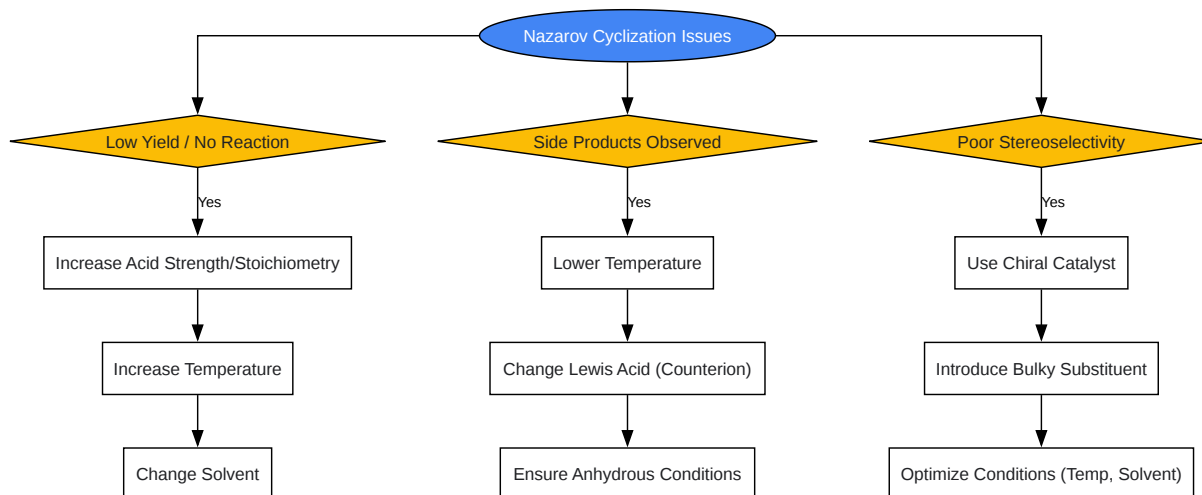 Nazarov Cyclization Issues
Low Yield / No Reaction
Side Products Observed
Poor Stereoselectivity
Yes
Yes
Yes
Increase Acid Strength/Stoichiometry
Lower Temperature
Use Chiral Catalyst
Increase Temperature
Change Lewis Acid (Counterion)
Introduce Bulky Substituent
Change Solvent
Ensure Anhydrous Conditions
Optimize Conditions (Temp, Solvent)